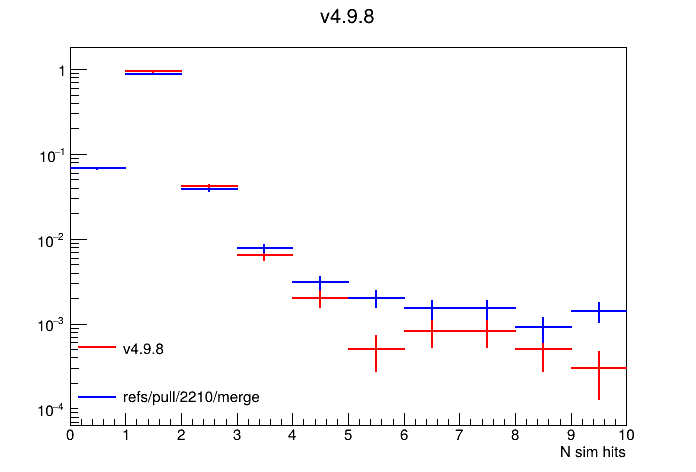 v4.9.8
1
10⁻¹
10⁻²
10⁻³
10⁻⁴
v4.9.8
refs/pull/2210/merge
0 1 2 3 4 5 6 7 8 9 10
N sim hits